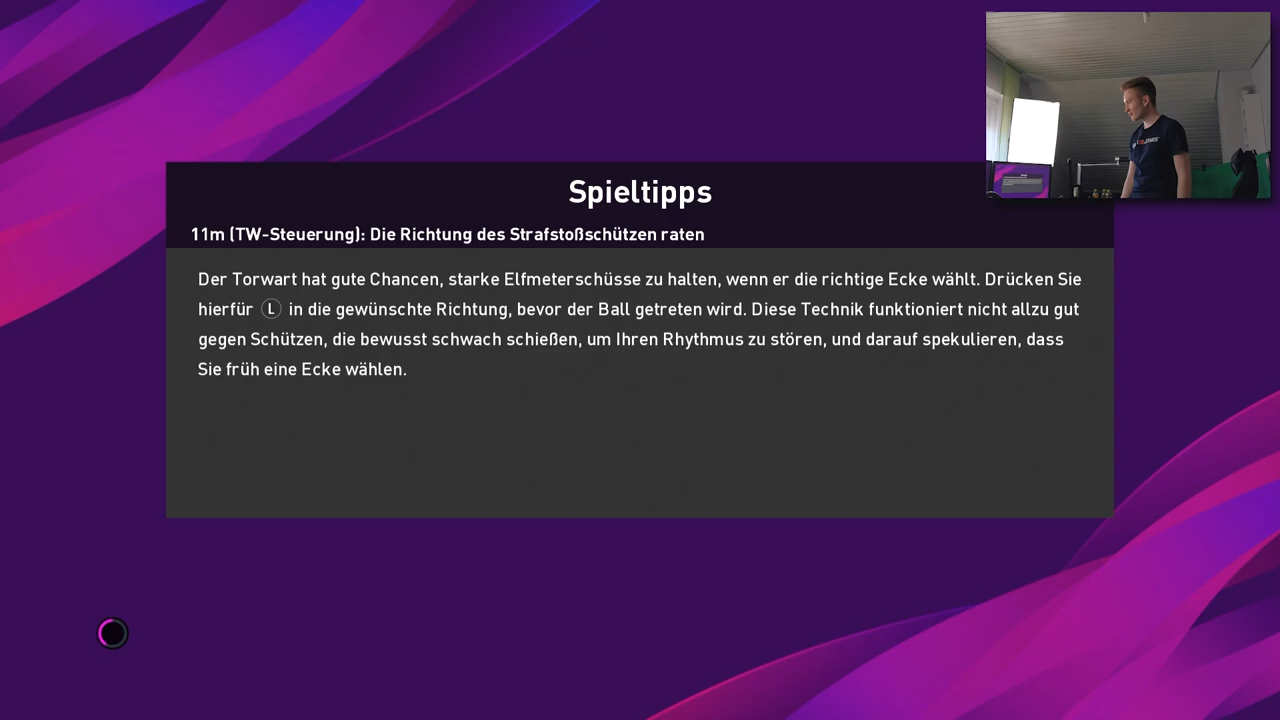 Spieltipps
11m (TW-Steuerung): Die Richtung des Strafstoßschützen raten
Der Torwart hat gute Chancen, starke Elfmeterschüsse zu halten, wenn er die richtige Ecke wählt. Drücken Sie
hierfür L in die gewünschte Richtung, bevor der Ball getreten wird. Diese Technik funktioniert nicht allzu gut
gegen Schützen, die bewusst schwach schießen, um Ihren Rhythmus zu stören, und darauf spekulieren, dass
Sie früh eine Ecke wählen.